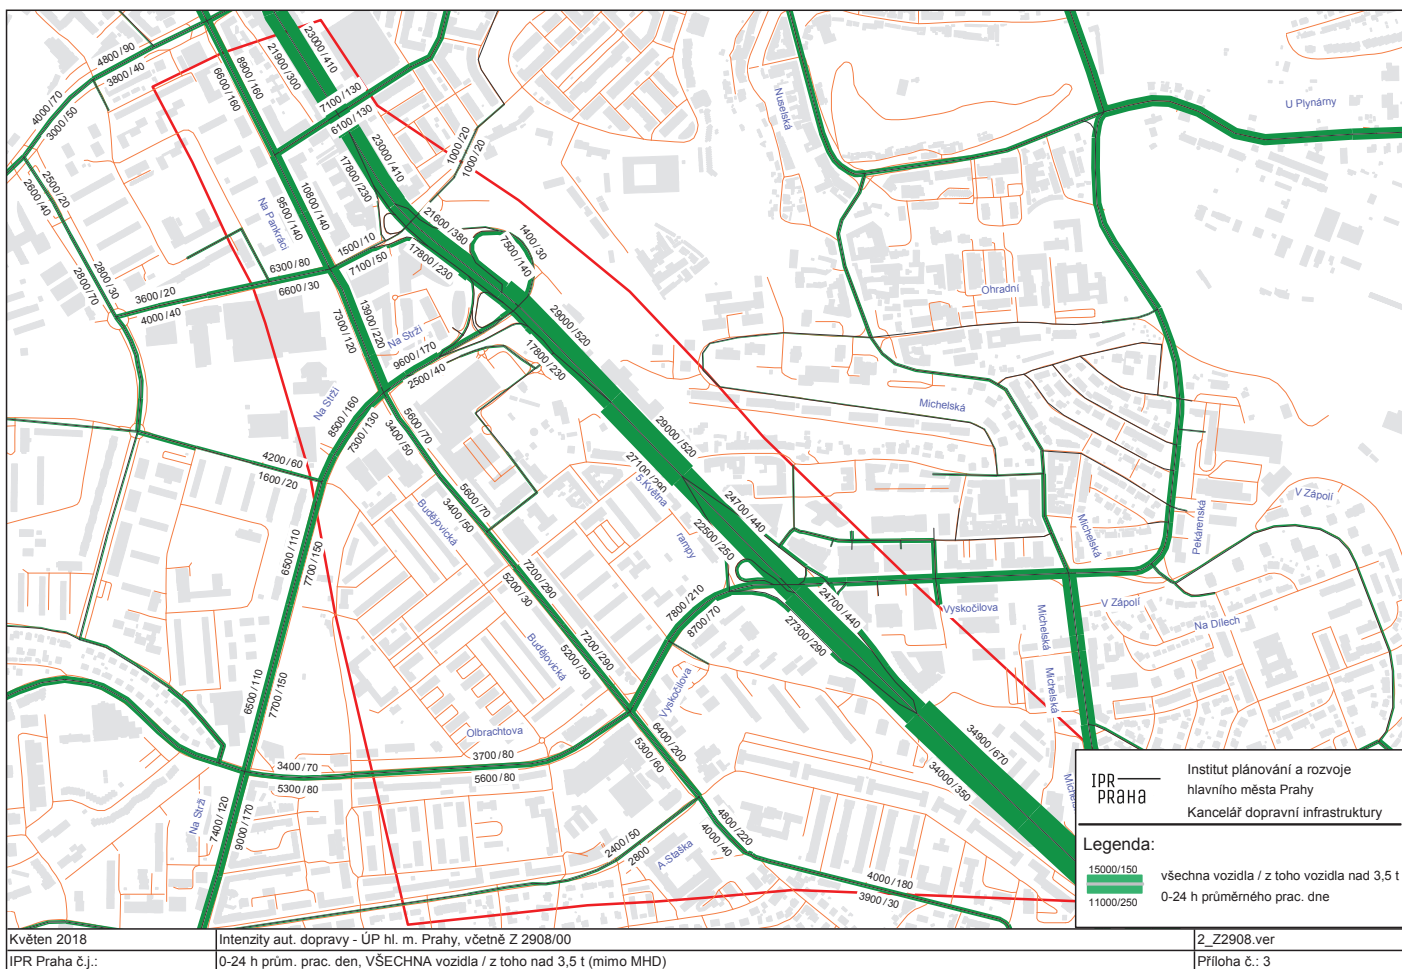 4800/90
3800/40
4000/70
3000/50
8900/160
6600/160
23000/410
21900/300
7100/130
6100/130
23000/410
17800/230
1000/20
1000/20
2500/20
2600/40
Na Pankráci
10800/140
9500/140
2800/30
2800/70
3600/20
4000/40
6300/80
6600/30
1500/10
7100/50
21600/380
17800/230
1400/30
7500/140
13900/220
7300/120
Na Strži
9600/170
2500/40
29000/520
17800/230
Nuselská
U Plynárny
Ohradní
Michelská
Na Strži
8500/160
7300/130
5600/70
3400/50
4200/60
1600/20
29000/520
27100/290
5.Května
rampy
24700/440
22500/250
Budějovická
5600/70
3400/50
6500/110
7700/150
7200/290
5200/30
7800/210
8700/70
24700/440
27300/290
Michelská
Pekárenská
V Zápolí
Vyskočilova
V Zápolí
Na Dílech
Michelská
Michelská
Budějovická
7200/290
5200/30
Vyskočilova
6500/110
7700/150
Olbrachtova
3700/80
5600/80
3400/70
5300/80
6400/200
5300/60
34900/670
34000/350
Na Strži
7400/120
9000/170
2400/50
2800
A.Staška
4800/220
4000/40
4000/180
3900/30
IPR
PRAHA
Institut plánování a rozvoje
hlavního města Prahy
Kancelář dopravní infrastruktury
Legenda:
15000/150
11000/250
všechna vozidla / z toho vozidla nad 3,5 t
0-24 h průměrného prac. dne
Květen 2018
Intenzity aut. dopravy - ÚP hl. m. Prahy, včetně Z 2908/00
2_Z2908.ver
IPR Praha č.j.:
0-24 h prům. prac. den, VŠECHNA vozidla / z toho nad 3,5 t (mimo MHD)
Příloha č.: 3